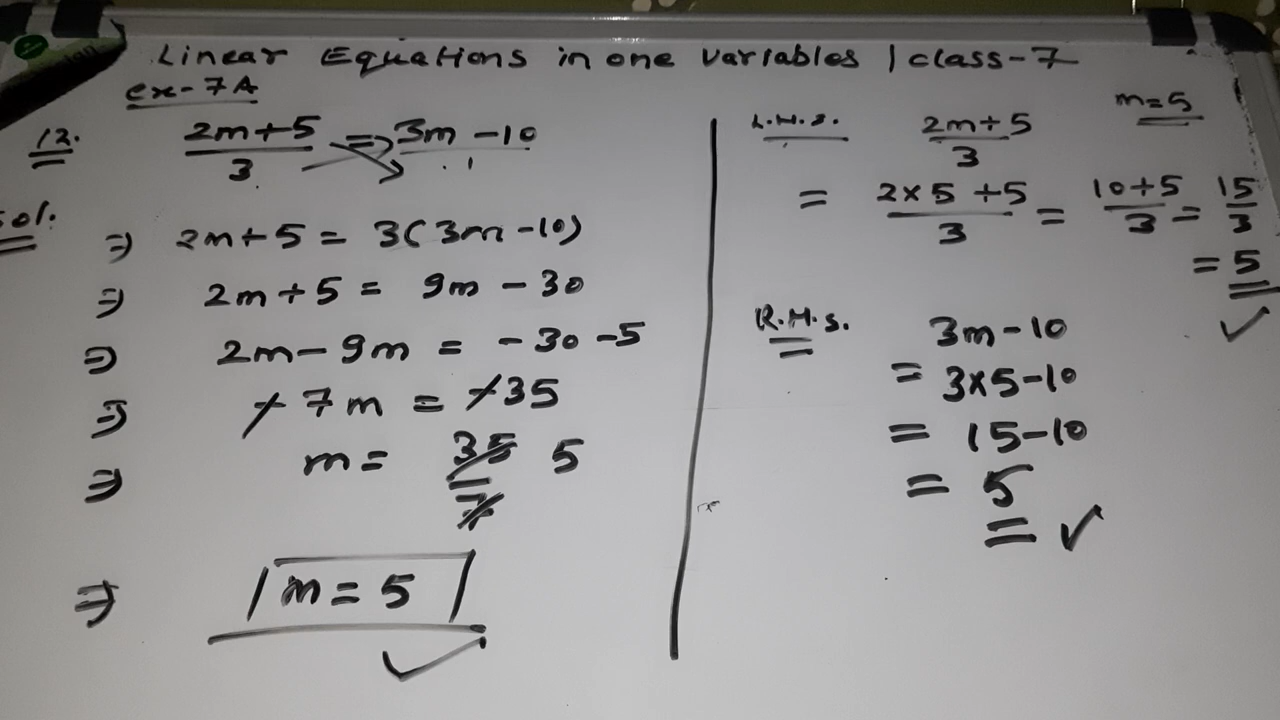 Linear Equations in one variables | class-7
ex-7A
12. (2m+5)/3 = (3m-10)/1
Sol. ⇒ 2m+5 = 3(3m-10)
⇒ 2m+5 = 9m - 30
⇒ 2m-9m = -30-5
⇒ -7m = -35
⇒ m = 35/7 5
⇒ m = 5 ✓
m=5
L.H.S. (2m+5)/3
= (2×5+5)/3 = (10+5)/3 = 15/3
= 5 ✓
R.H.S. 3m-10
= 3×5-10
= 15-10
= 5 ✓